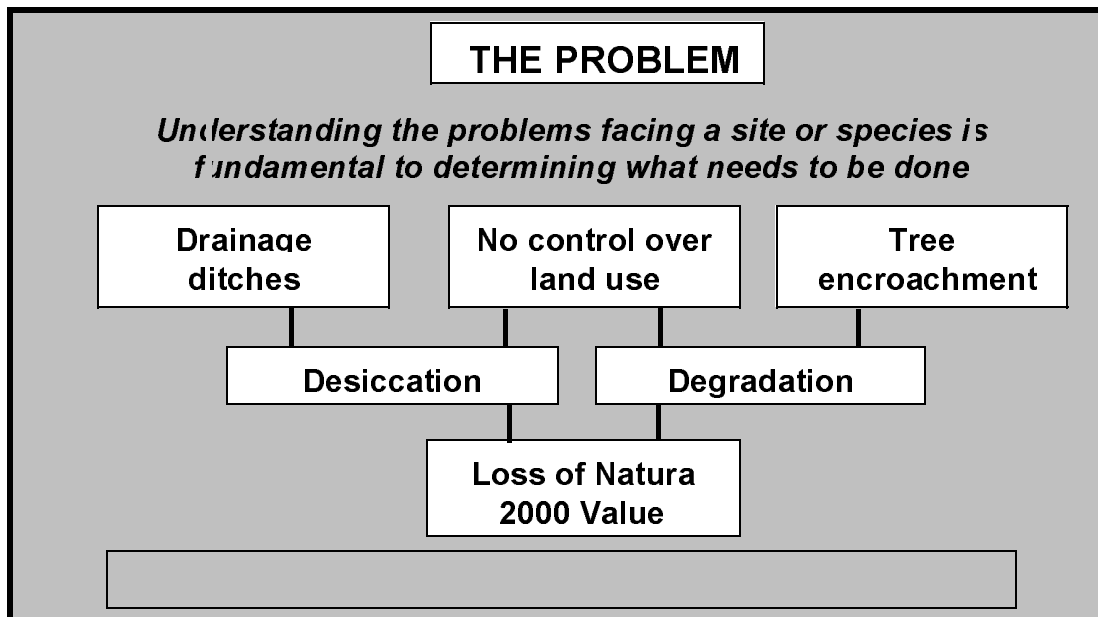 THE PROBLEM
Understanding the problems facing a site or species is
fundamental to determining what needs to be done
Drainage
ditches
No control over
land use
Tree
encroachment
Desiccation
Degradation
Loss of Natura
2000 Value